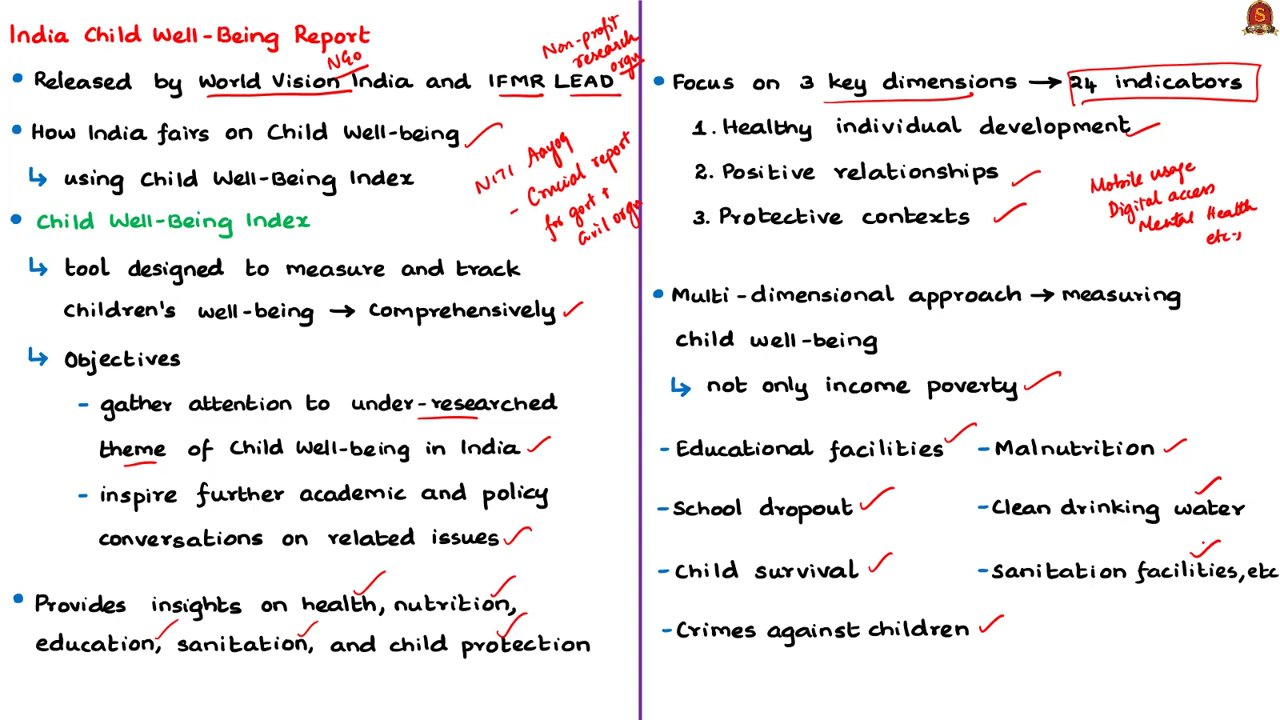 India Child Well-Being Report
NGO
Non-profit
research
orgn
• Released by World Vision India and IFMR LEAD
• How India fairs on Child Well-being
↳ using Child Well-Being Index
NITI Aayog
- Crucial report
for govt +
civil orgn
• Child Well-Being Index
↳ tool designed to measure and track
children's well-being → comprehensively
↳ Objectives
- gather attention to under-researched
theme of Child Well-being in India
- inspire further academic and policy
conversations on related issues
• Provides insights on health, nutrition,
education, sanitation, and child protection
• Focus on 3 key dimensions → 24 indicators
1. Healthy individual development
2. Positive relationships
3. Protective contexts
Mobile usage
Digital access
Mental Health
etc.,
• Multi-dimensional approach → measuring
child well-being
↳ not only income poverty
- Educational facilities
- Malnutrition
- School dropout
- Clean drinking water
- Child survival
- Sanitation facilities, etc
- Crimes against children